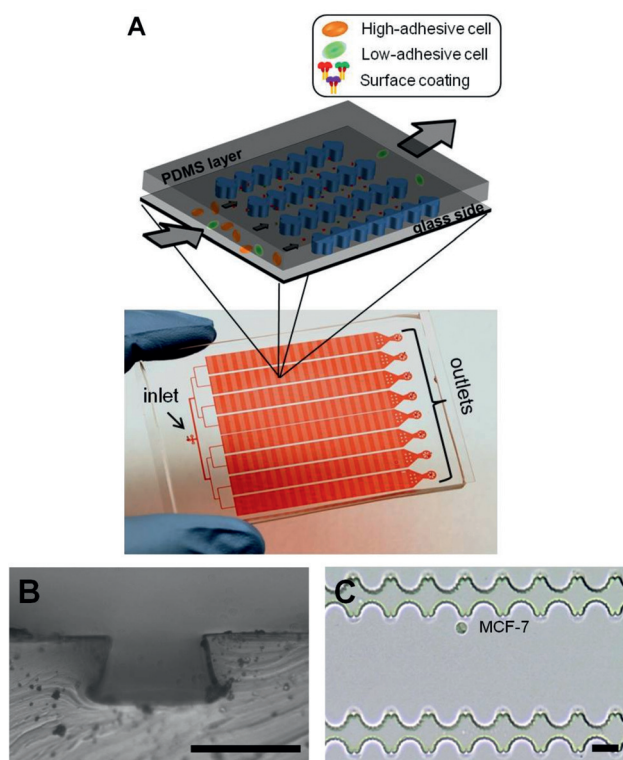 A
High-adhesive cell
Low-adhesive cell
Surface coating
PDMS layer
glass side
inlet
outlets
B
C
MCF-7